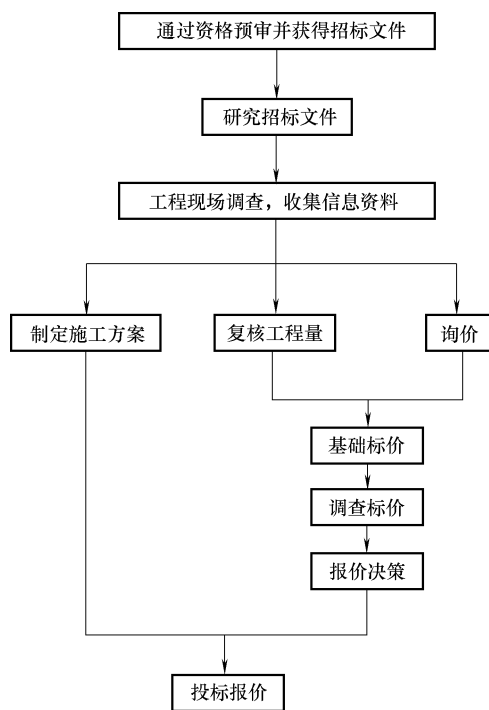 通过资格预审并获得招标文件
研究招标文件
工程现场调查，收集信息资料
制定施工方案
复核工程量
询价
基础标价
调查标价
报价决策
投标报价